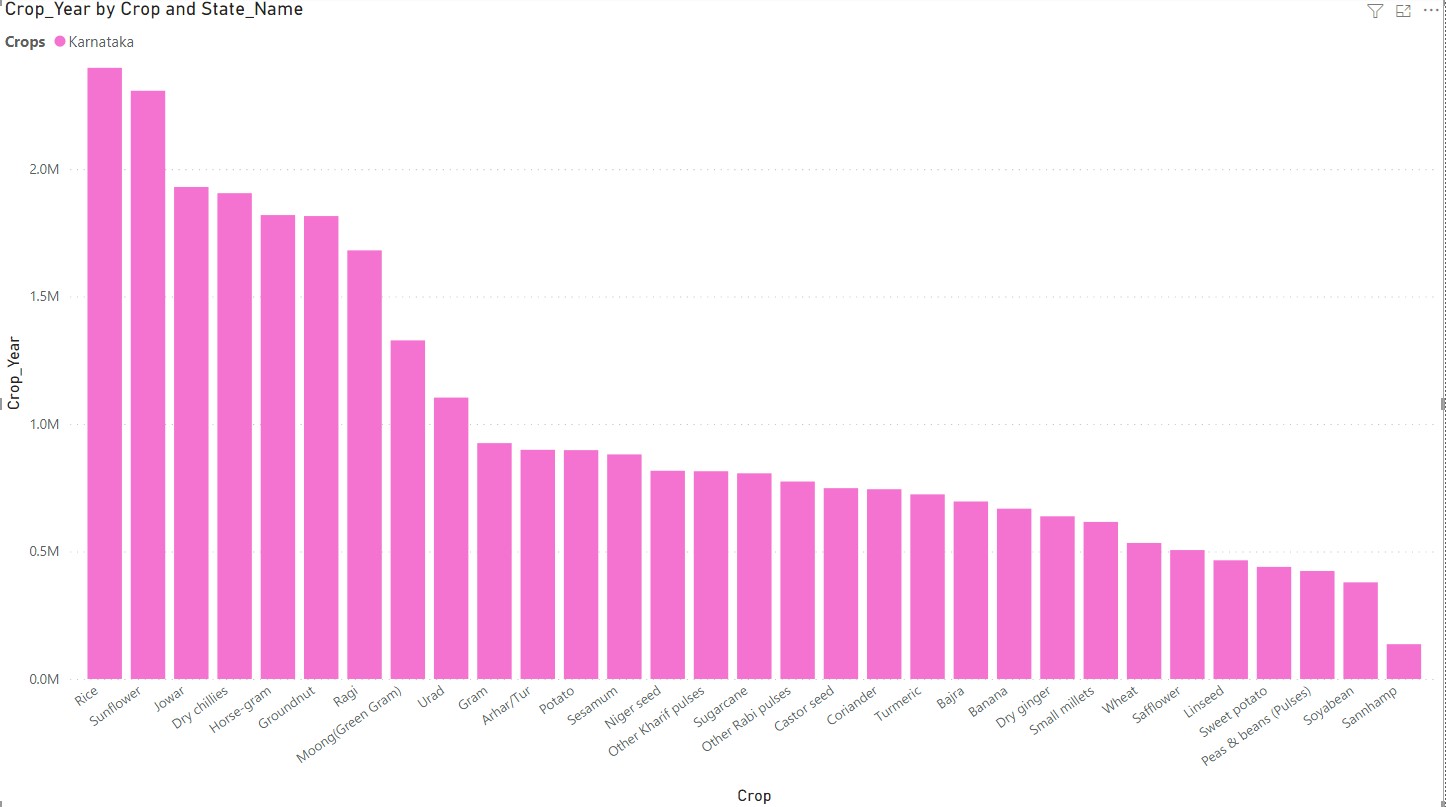 Crop_Year by Crop and State_Name
Crops Karnataka
2.0M
1.5M
1.0M
0.5M
0.0M
Crop_Year
Rice
Sunflower
Jowar
Dry chillies
Horse-gram
Groundnut
Ragi
Moong(Green Gram)
Urad
Gram
Arhar/Tur
Potato
Sesamum
Niger seed
Other Kharif pulses
Sugarcane
Other Rabi pulses
Castor seed
Coriander
Turmeric
Bajra
Banana
Dry ginger
Small millets
Wheat
Safflower
Linseed
Sweet potato
Peas & beans (Pulses)
Soyabean
Sannhamp
Crop